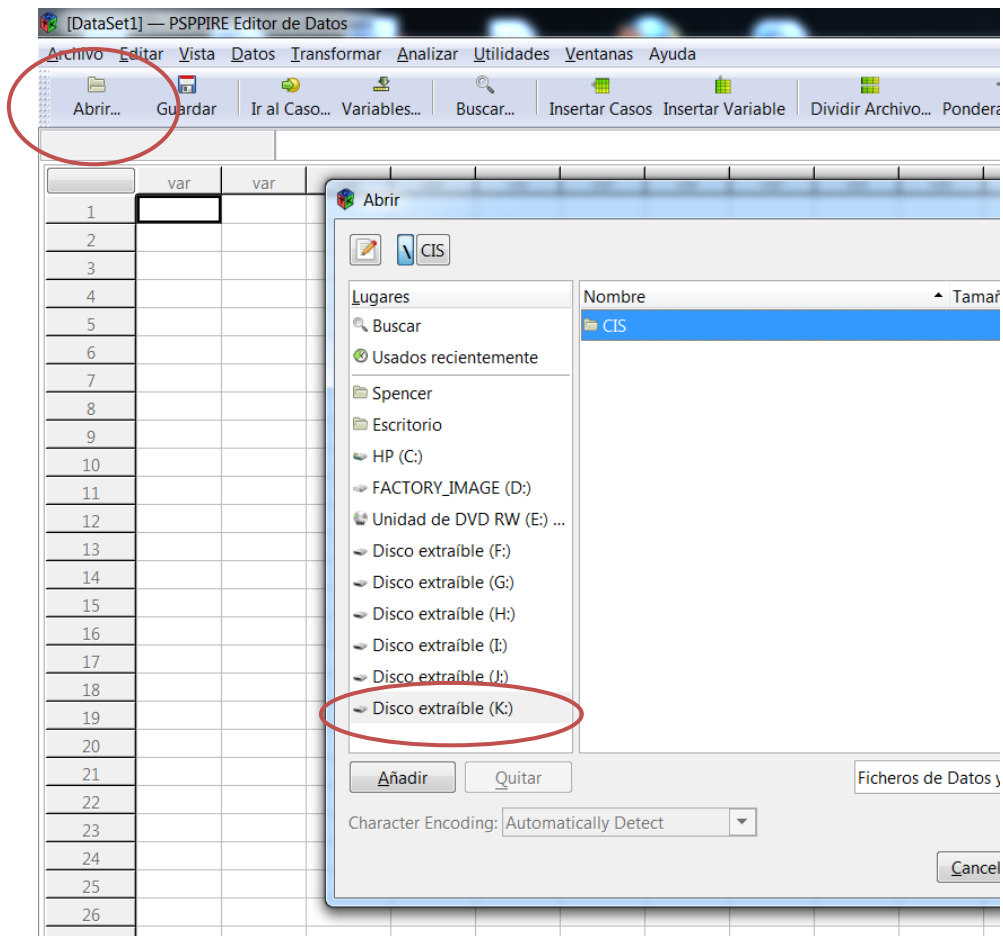 [DataSet1] — PSPPIRE Editor de Datos
Archivo Editar Vista Datos Transformar Analizar Utilidades Ventanas Ayuda
Abrir... Guardar Ir al Caso... Variables... Buscar... Insertar Casos Insertar Variable Dividir Archivo... Pondera
var var
Abrir
1
2
3
4
5
6
7
8
9
10
11
12
13
14
15
16
17
18
19
20
21
22
23
24
25
26
\ CIS
Lugares
Buscar
Usados recientemente
Spencer
Escritorio
HP (C:)
FACTORY_IMAGE (D:)
Unidad de DVD RW (E:) ...
Disco extraíble (F:)
Disco extraíble (G:)
Disco extraíble (H:)
Disco extraíble (I:)
Disco extraíble (J:)
Disco extraíble (K:)
Nombre Tamañ
CIS
Añadir Quitar
Ficheros de Datos y
Character Encoding: Automatically Detect
Cancel